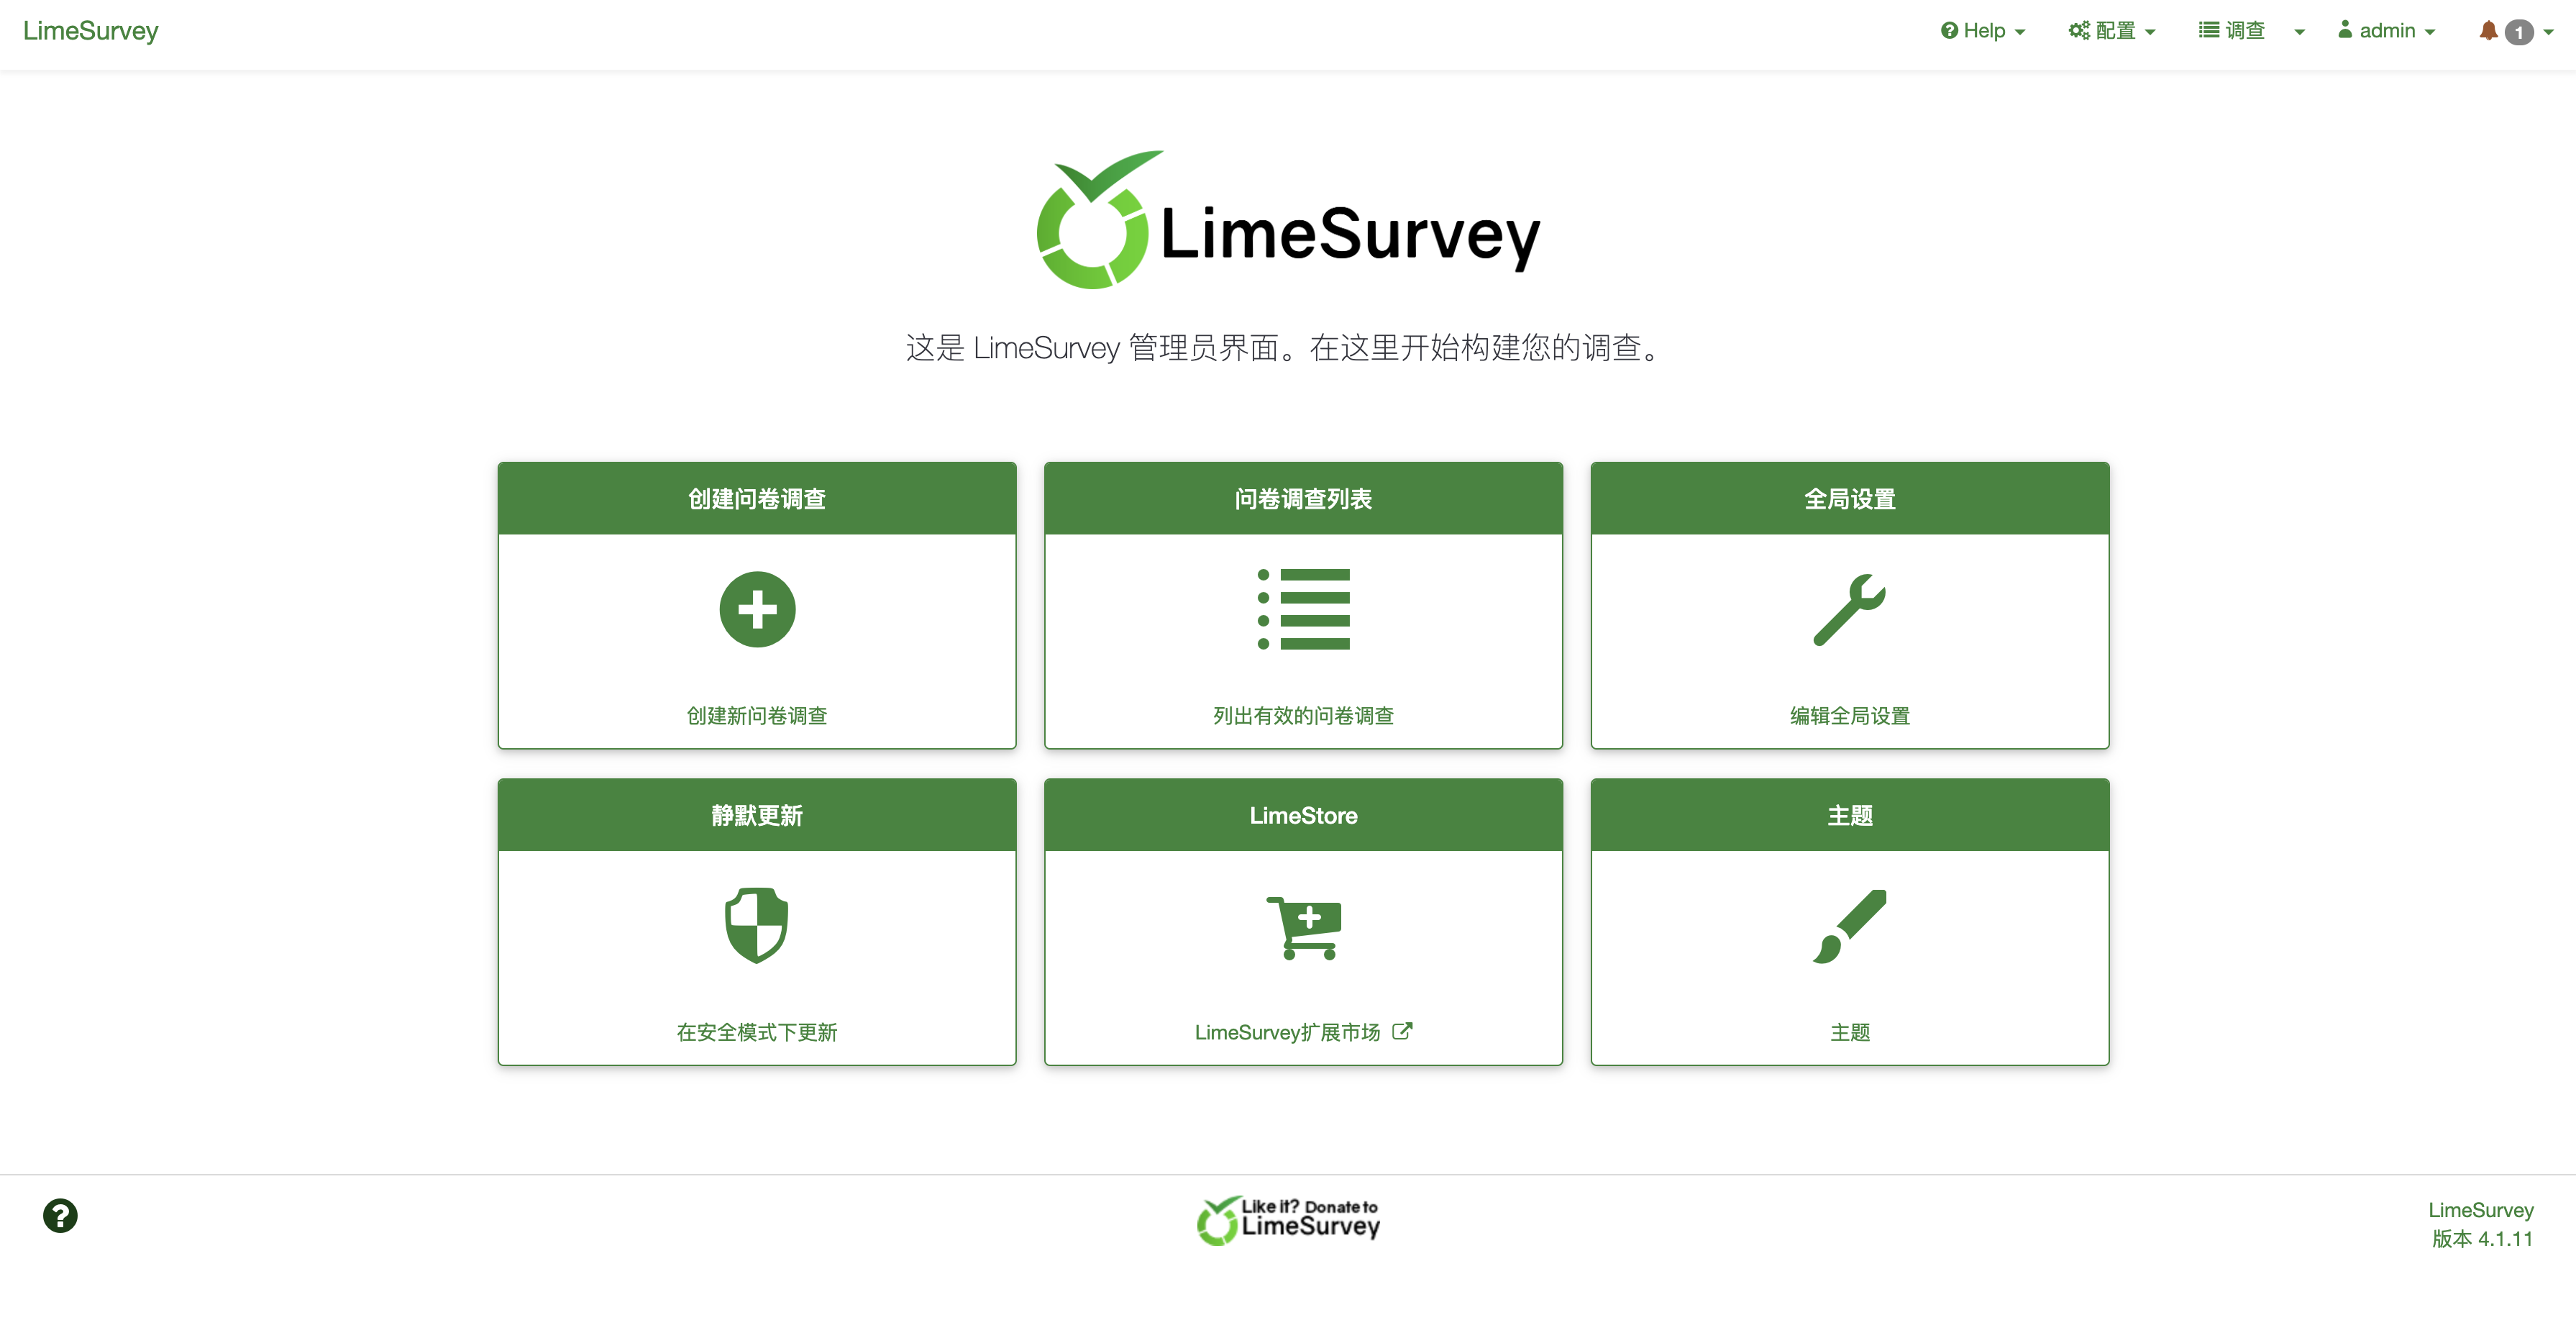 LimeSurvey
Help
配置
调查
admin
1
LimeSurvey
这是 LimeSurvey 管理员界面。在这里开始构建您的调查。
创建问卷调查
问卷调查列表
全局设置
创建新问卷调查
列出有效的问卷调查
编辑全局设置
静默更新
LimeStore
主题
在安全模式下更新
LimeSurvey扩展市场
主题
Like it? Donate to
LimeSurvey
LimeSurvey
版本 4.1.11